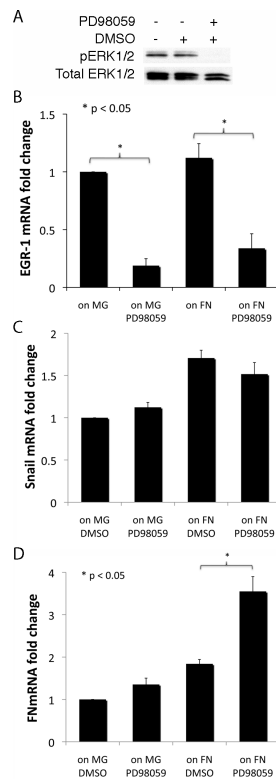 A
PD98059 - - +
DMSO - + +
pERK1/2
Total ERK1/2
B
* p < 0.05
*
*
EGR-1 mRNA fold change
1.5
1
0.5
0
on MG
on MG PD98059
on FN
on FN PD98059
C
Snail mRNA fold change
2
1.5
1
0.5
0
on MG DMSO
on MG PD98059
on FN DMSO
on FN PD98059
D
* p < 0.05
*
FNmRNA fold change
4
3
2
1
0
on MG DMSO
on MG PD98059
on FN DMSO
on FN PD98059